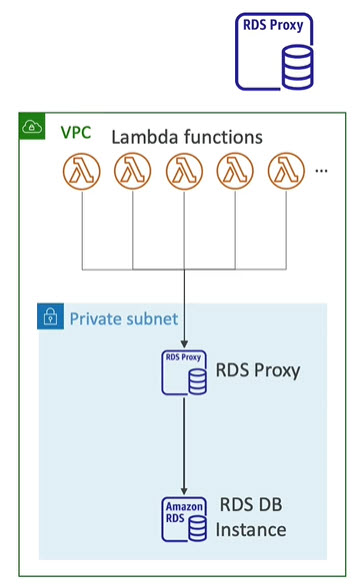 RDS Proxy
VPC
Lambda functions
...
Private subnet
RDS Proxy
RDS Proxy
Amazon
RDS
RDS DB
Instance